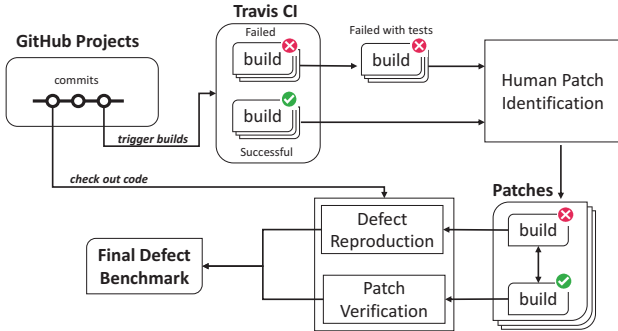 Travis CI
GitHub Projects
Failed
Failed with tests
build
build
commits
Human Patch
Identification
build
trigger builds
Successful
check out code
Patches
Defect
Reproduction
build
Final Defect
Benchmark
Patch
Verification
build